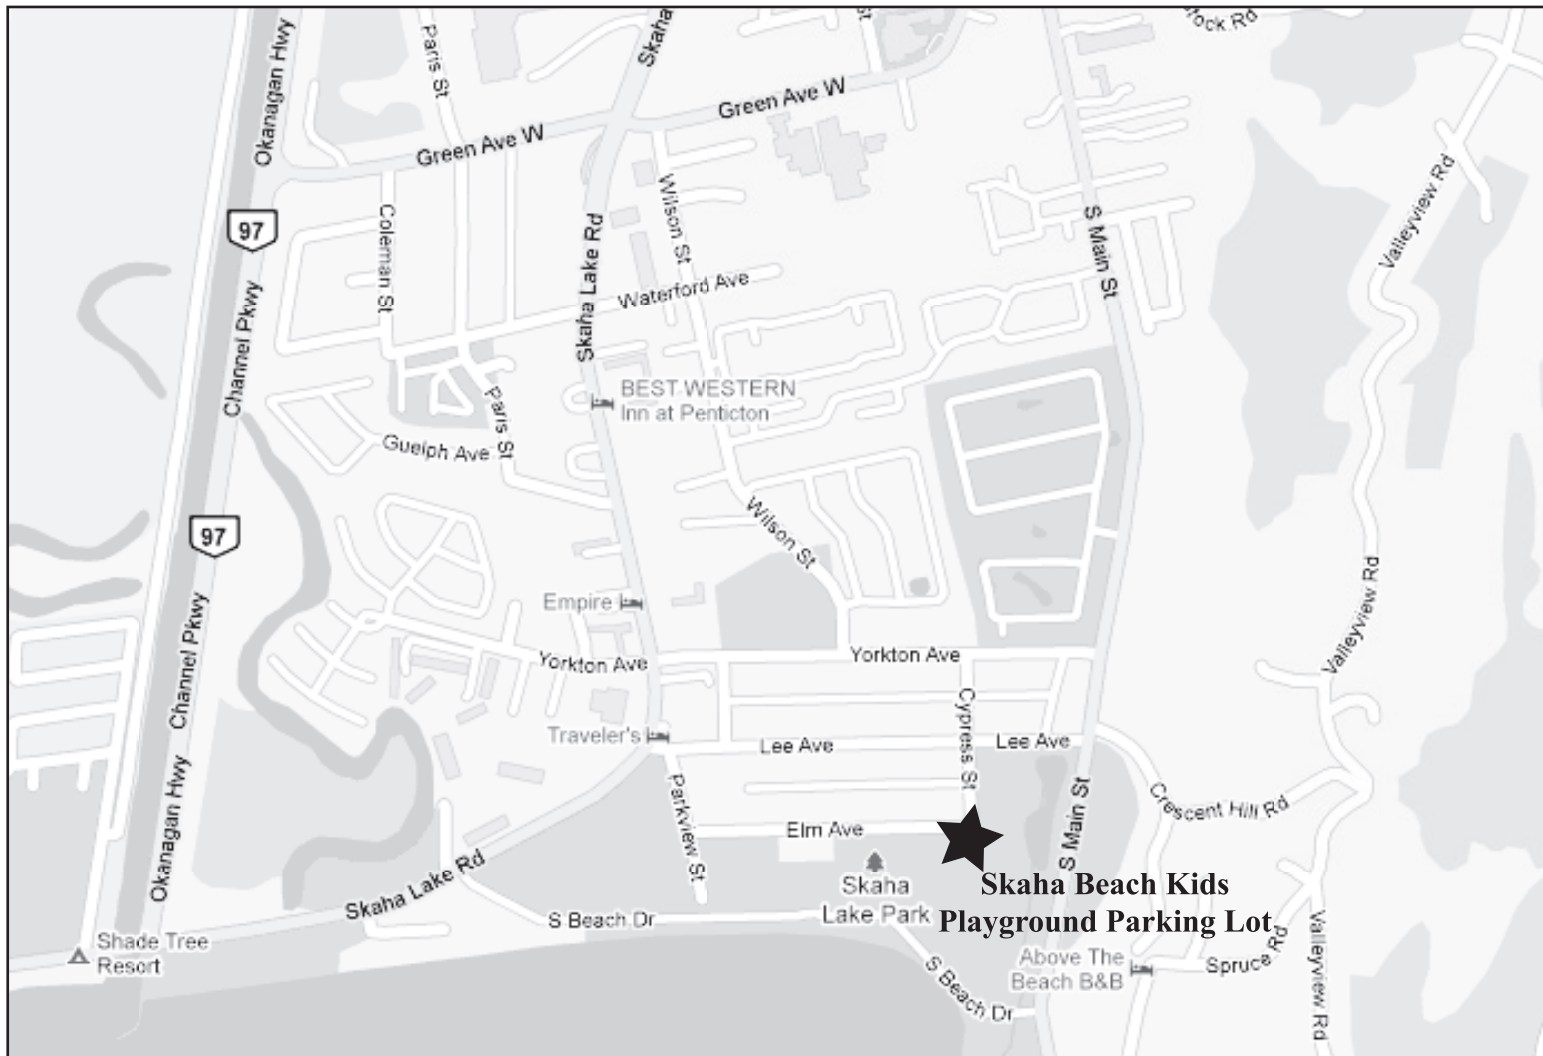 Skaha
St
rock Rd
Okanagan Hwy
Paris St
Green Ave W
Green Ave W
Valleyview Rd
97
Coleman St
Skaha Lake Rd
Wilson St
S Main St
Waterford Ave
Channel Pkwy
BEST WESTERN
Inn at Penticton
Paris St
Guelph Ave
97
Wilson St
Empire
Valleyview Rd
Channel Pkwy
Yorkton Ave
Yorkton Ave
Cypress St
Traveler's
Lee Ave
Lee Ave
Okanagan Hwy
Parkview St
Crescent Hill Rd
S Main St
Elm Ave
Skaha Lake Rd
Skaha
Lake Park
Skaha Beach Kids
Playground Parking Lot
S Beach Dr
Shade Tree
Resort
Above The
Beach B&B
Spruce Rd
Valleyview Rd
S Beach Dr